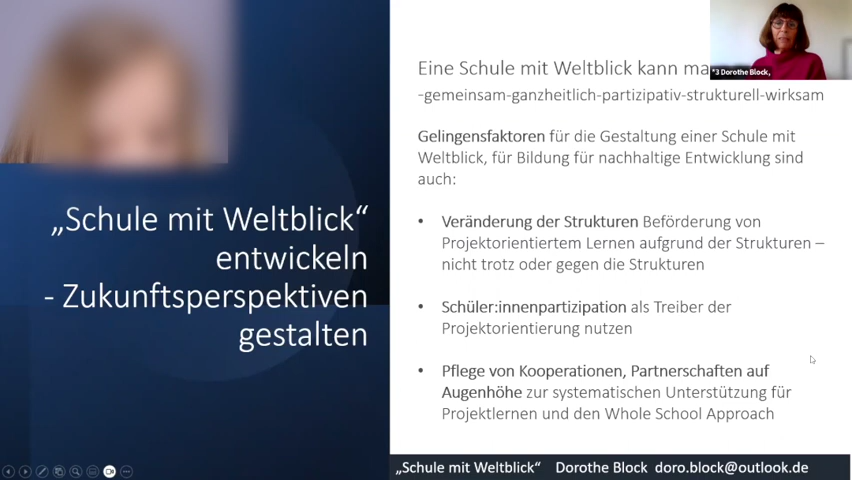 „Schule mit Weltblick“
entwickeln
- Zukunftsperspektiven
gestalten
Eine Schule mit Weltblick kann
-gemeinsam-ganzheitlich-partizipativ-strukturell-wirksam
Gelingensfaktoren für die Gestaltung einer Schule mit
Weltblick, für Bildung für nachhaltige Entwicklung sind
auch:
• Veränderung der Strukturen Beförderung von
Projektorientiertem Lernen aufgrund der Strukturen –
nicht trotz oder gegen die Strukturen
• Schüler:innenpartizipation als Treiber der
Projektorientierung nutzen
• Pflege von Kooperationen, Partnerschaften auf
Augenhöhe zur systematischen Unterstützung für
Projektlernen und den Whole School Approach
„Schule mit Weltblick“ Dorothe Block doro.block@outlook.de
*3 Dorothe Block,